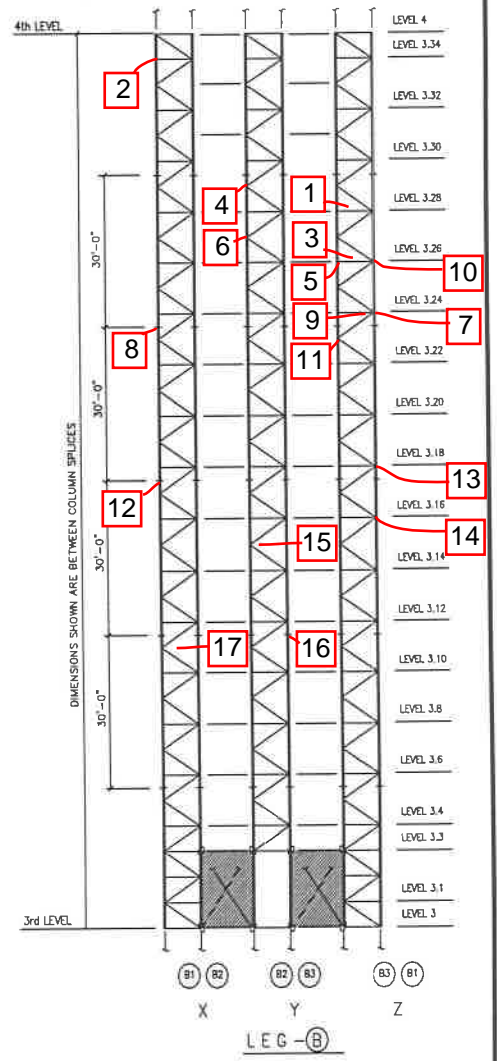 4th LEVEL
LEVEL 4
LEVEL 3.34
2
LEVEL 3.32
LEVEL 3.30
4
1
LEVEL 3.28
6
3
LEVEL 3.26
30'-0"
5
10
LEVEL 3.24
9
7
8
11
LEVEL 3.22
30'-0"
LEVEL 3.20
LEVEL 3.18
13
12
LEVEL 3.16
14
15
LEVEL 3.14
30'-0"
DIMENSIONS SHOWN ARE BETWEEN COLUMN SPLICES
LEVEL 3.12
17
16
LEVEL 3.10
30'-0"
LEVEL 3.8
LEVEL 3.6
LEVEL 3.4
LEVEL 3.3
LEVEL 3.1
3rd LEVEL
LEVEL 3
B1 B2 B2 B3 B3 B1
X Y Z
LEG-B